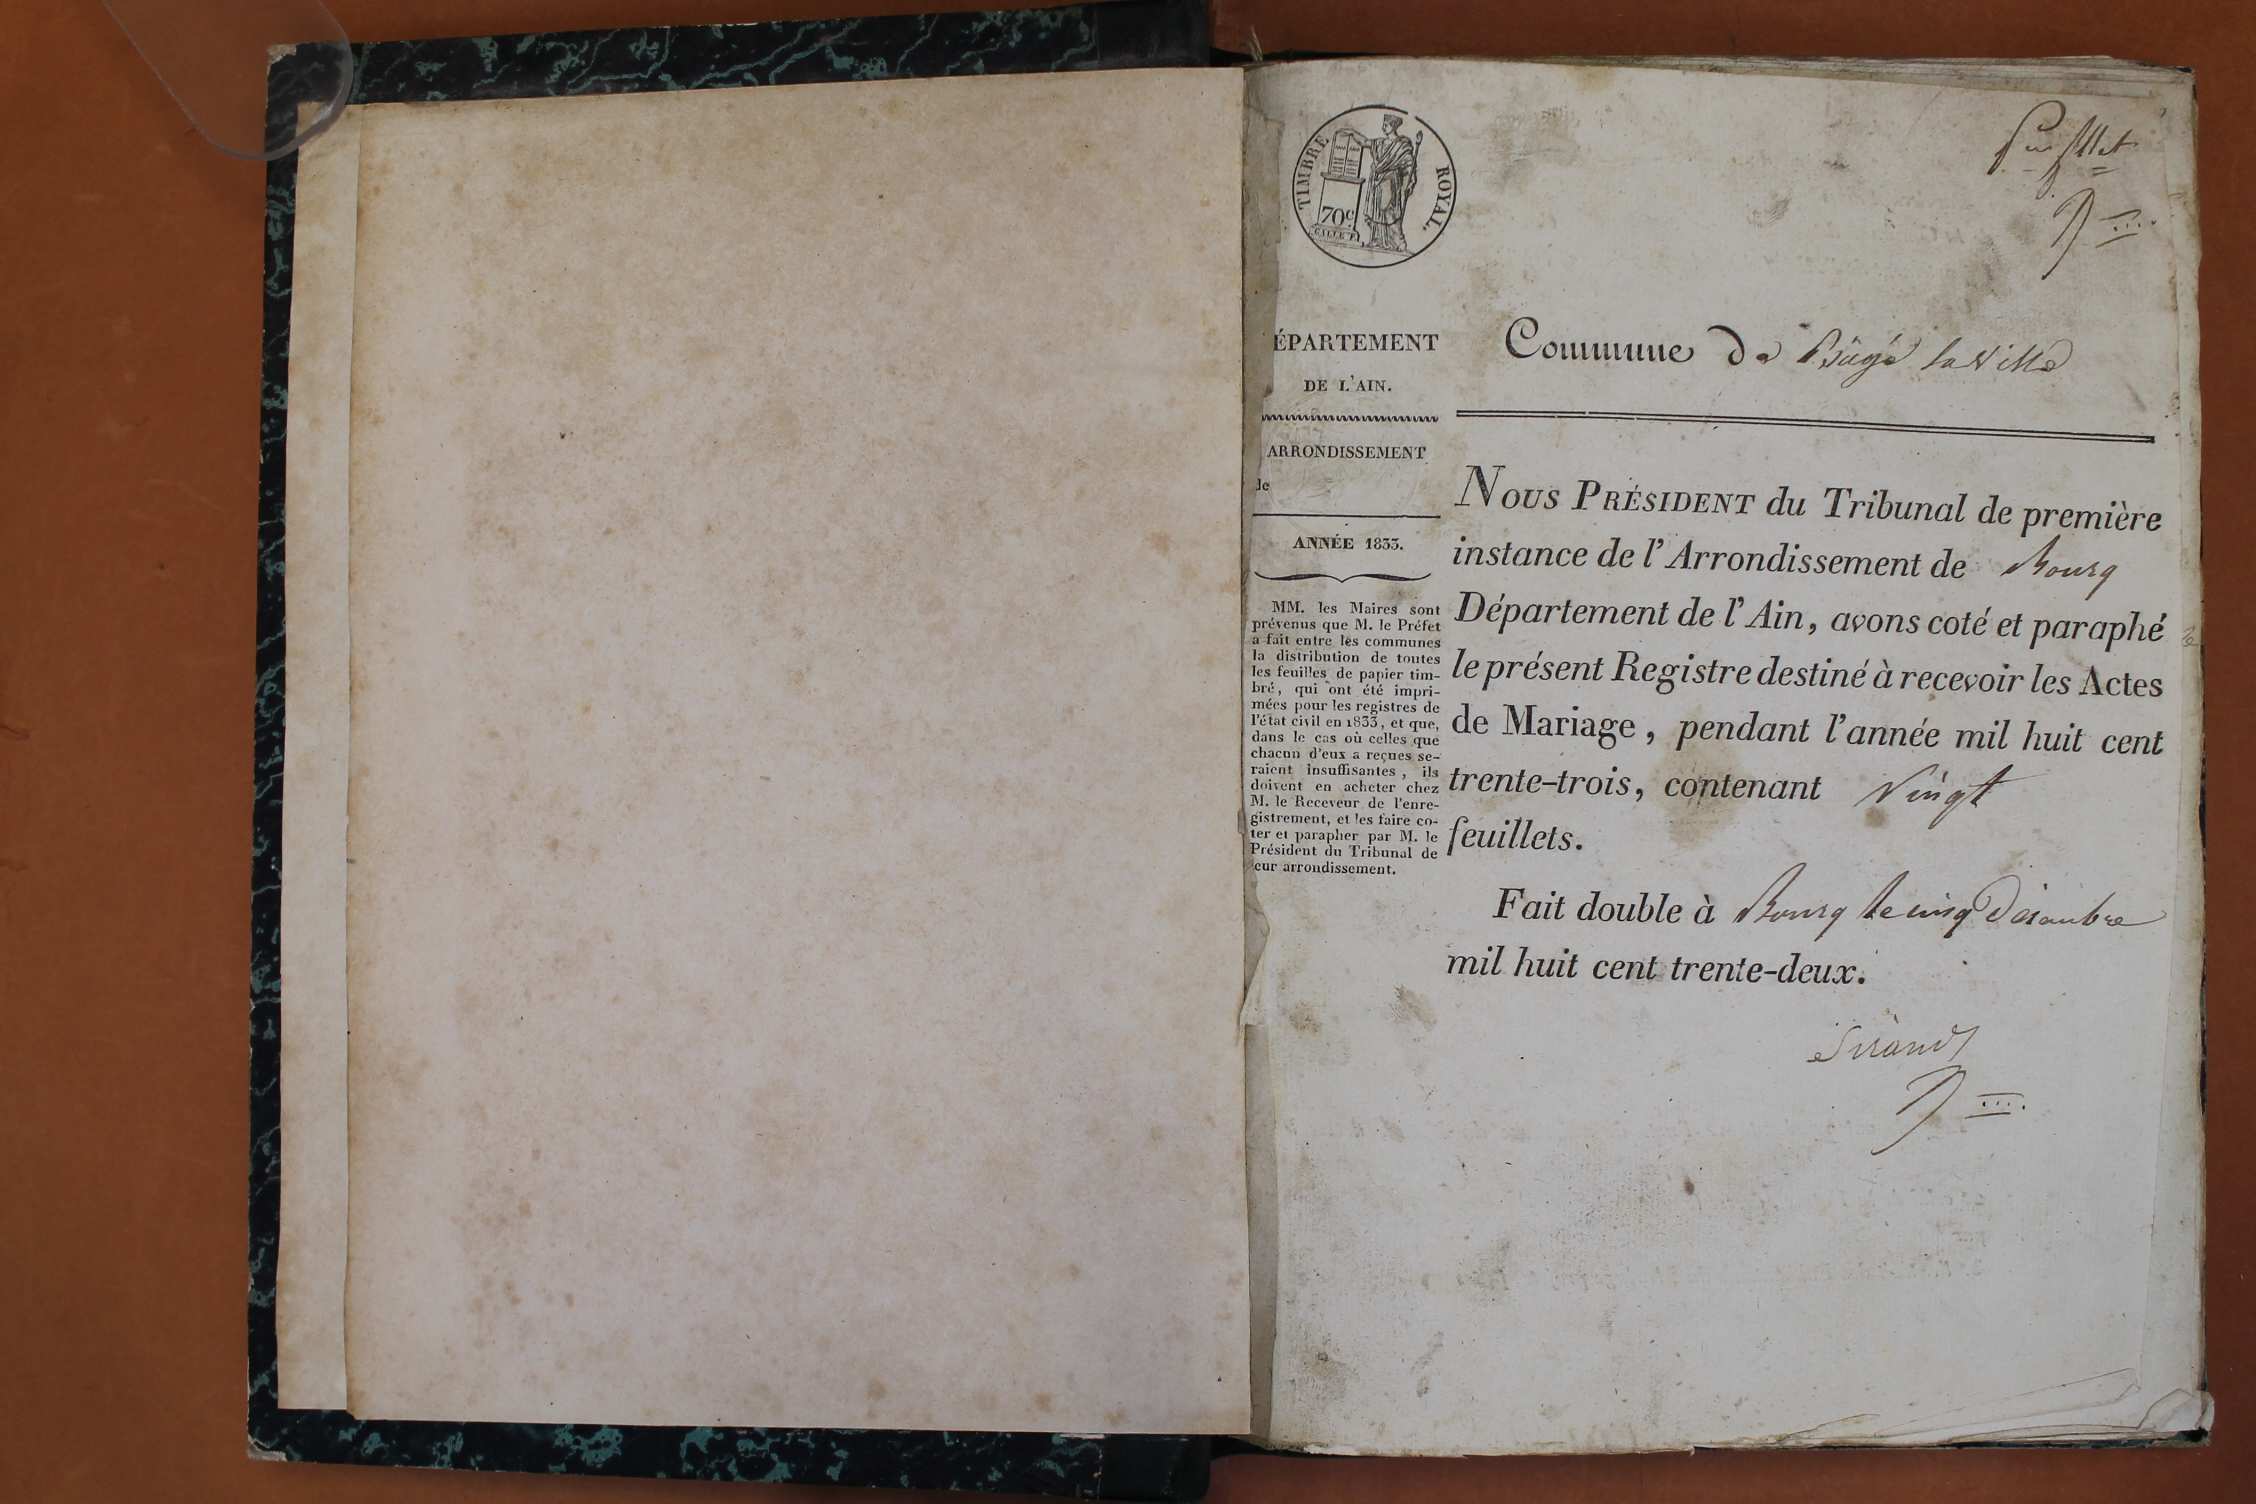 TIMBRE ROYAL.
70c
Per fllet
ÉPARTEMENT
DE L'AIN.
ARRONDISSEMENT
de
ANNÉE 1833.
MM. les Maires sont
prévenus que M. le Préfet
a fait entre les communes
la distribution de toutes
les feuilles de papier tim-
bré, qui ont été impri-
mées pour les registres de
l'état civil en 1833, et que,
dans le cas où celles que
chacun d'eux a reçues se-
raient insuffisantes, ils
doivent en acheter chez
M. le Receveur de l'enre-
gistrement, et les faire co-
ter et parapher par M. le
Président du Tribunal de
eur arrondissement.
Commune de Bâgé la Ville
NOUS PRÉSIDENT du Tribunal de première
instance de l'Arrondissement de Bourg
Département de l'Ain, avons coté et paraphé
le présent Registre destiné à recevoir les Actes
de Mariage, pendant l'année mil huit cent
trente-trois, contenant Vingt
feuillets.
Fait double à Bourg le cinq Décembre
mil huit cent trente-deux.
Sirand